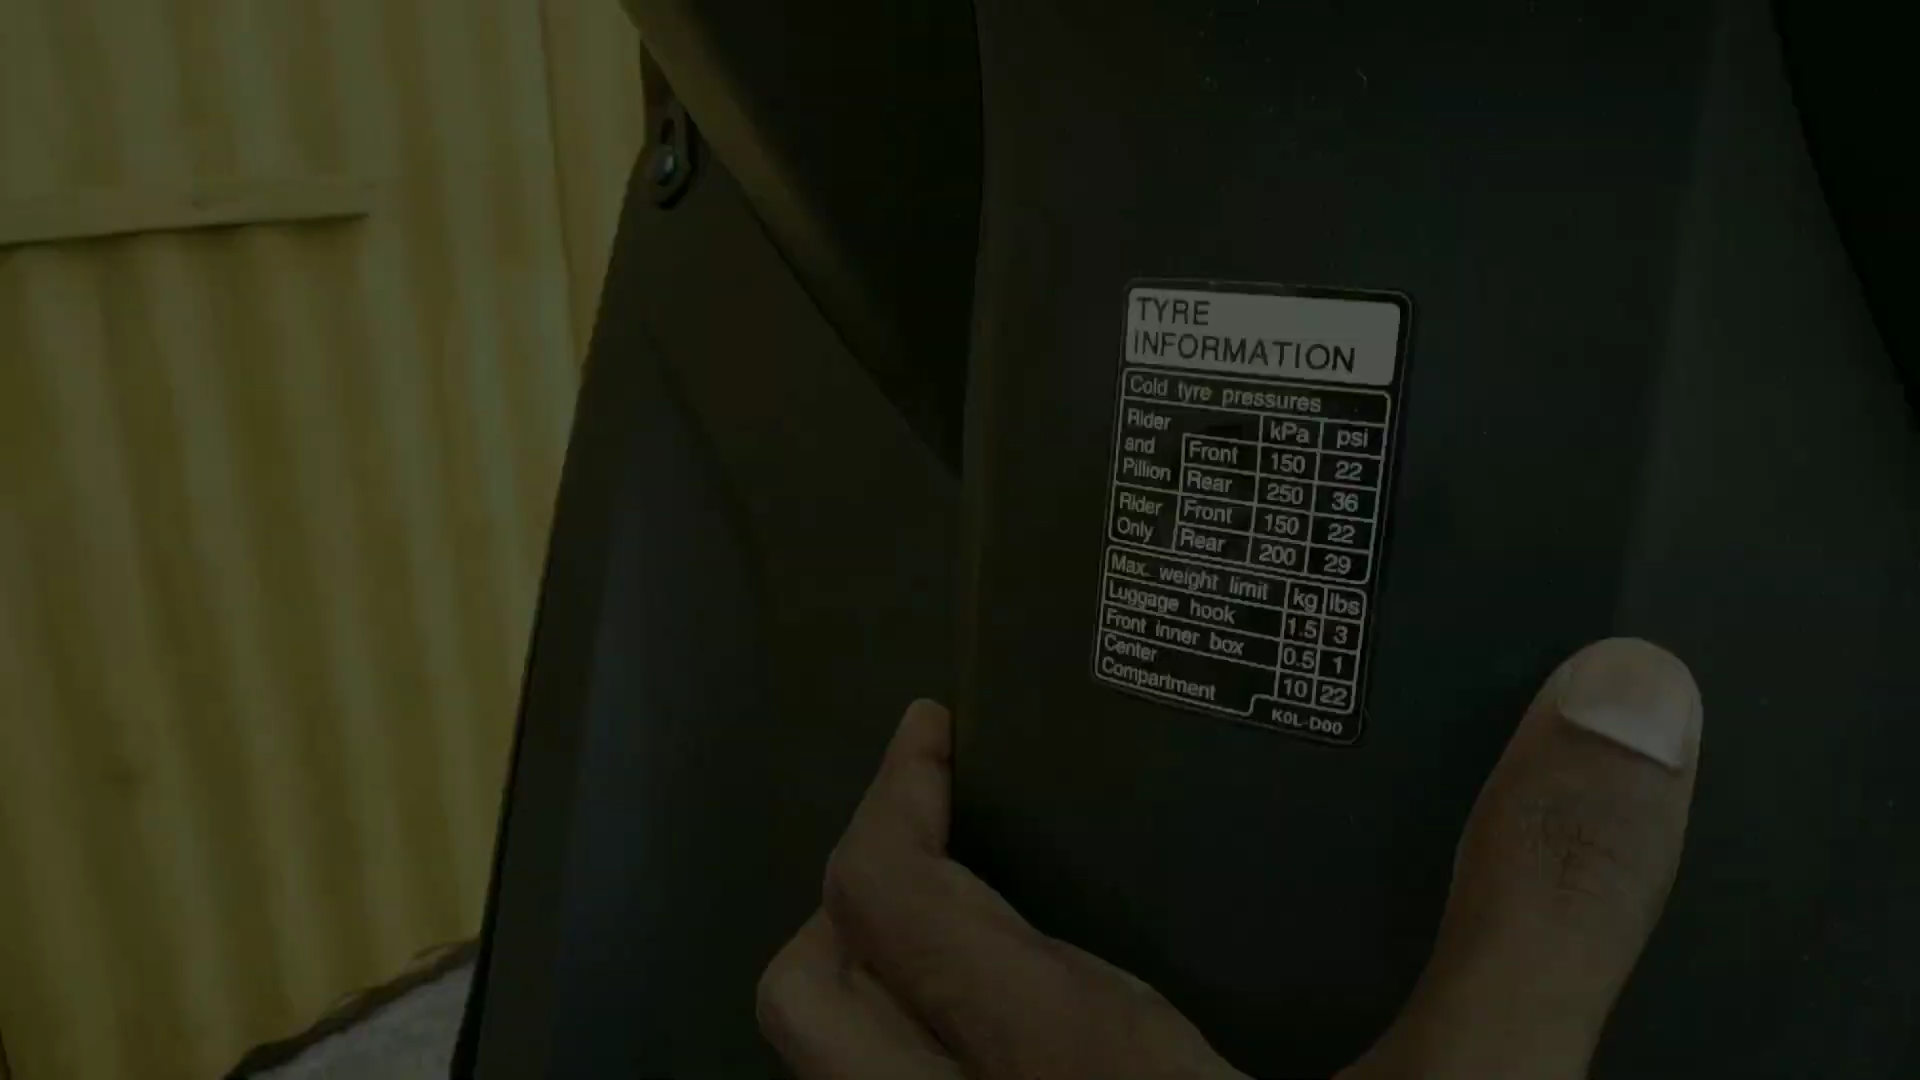 TYRE
INFORMATION
Cold tyre pressures
kPa psi
Rider and Pillion Front 150 22
Rear 250 36
Rider Only Front 150 22
Rear 200 29
Max. weight limit kg lbs
Luggage hook 1.5 3
Front inner box 0.5 1
Center Compartment 10 22
K0L-D00